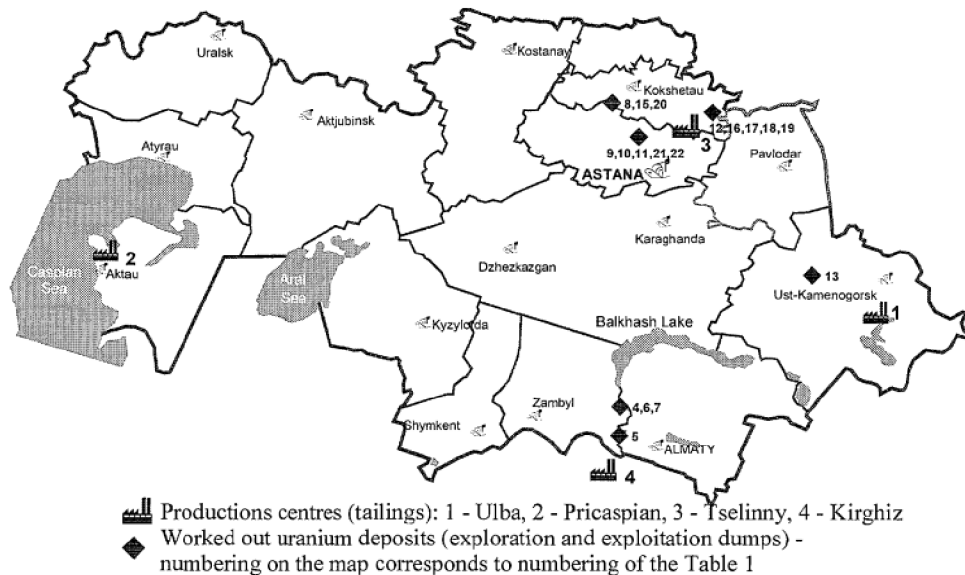 Uralsk
Kostanay
Kokshetau
8,15,20
Aktjubinsk
12,16,17,18,19
3
9,10,11,21,22
Atyrau
Pavlodar
ASTANA
Karaghanda
2
Dzhezkazgan
Caspian
Sea
Aktau
Aral
Sea
13
Ust-Kamenogorsk
1
Kyzylorda
Balkhash Lake
4,6,7
Zambyl
Shymkent
5
ALMATY
4
Productions centres (tailings): 1 - Ulba, 2 - Pricaspian, 3 - Tselinny, 4 - Kirghiz
Worked out uranium deposits (exploration and exploitation dumps) -
numbering on the map corresponds to numbering of the Table 1